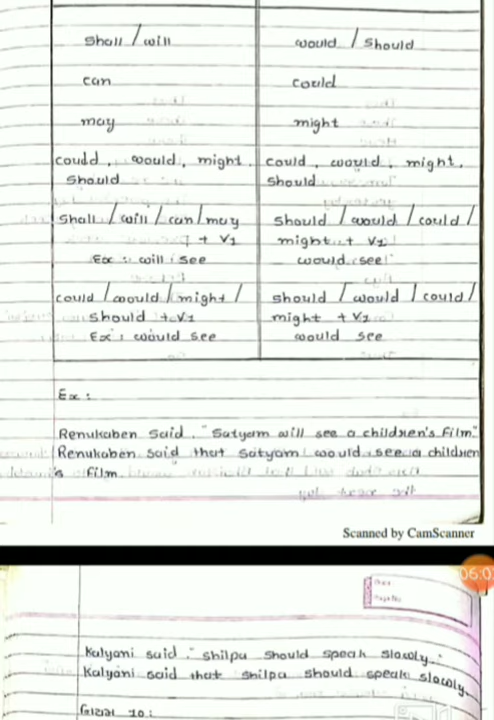 shall / will would / should
can could
may might
could, would, might, could, would, might,
should should
shall / will / can / may should / would / could /
+ V1 might + V1
Ex : will see would see
could / would / might / should / would / could /
should + V1 might + V1
Ex : would see would see
Ex :
Renukaben said, "Satyam will see a children's film."
Renukaben said that Satyam would see a children
's film.
Scanned by CamScanner
06:0
Kalyani said, "Shilpa should speak slowly."
Kalyani said that Shilpa should speak slowly.
10 :